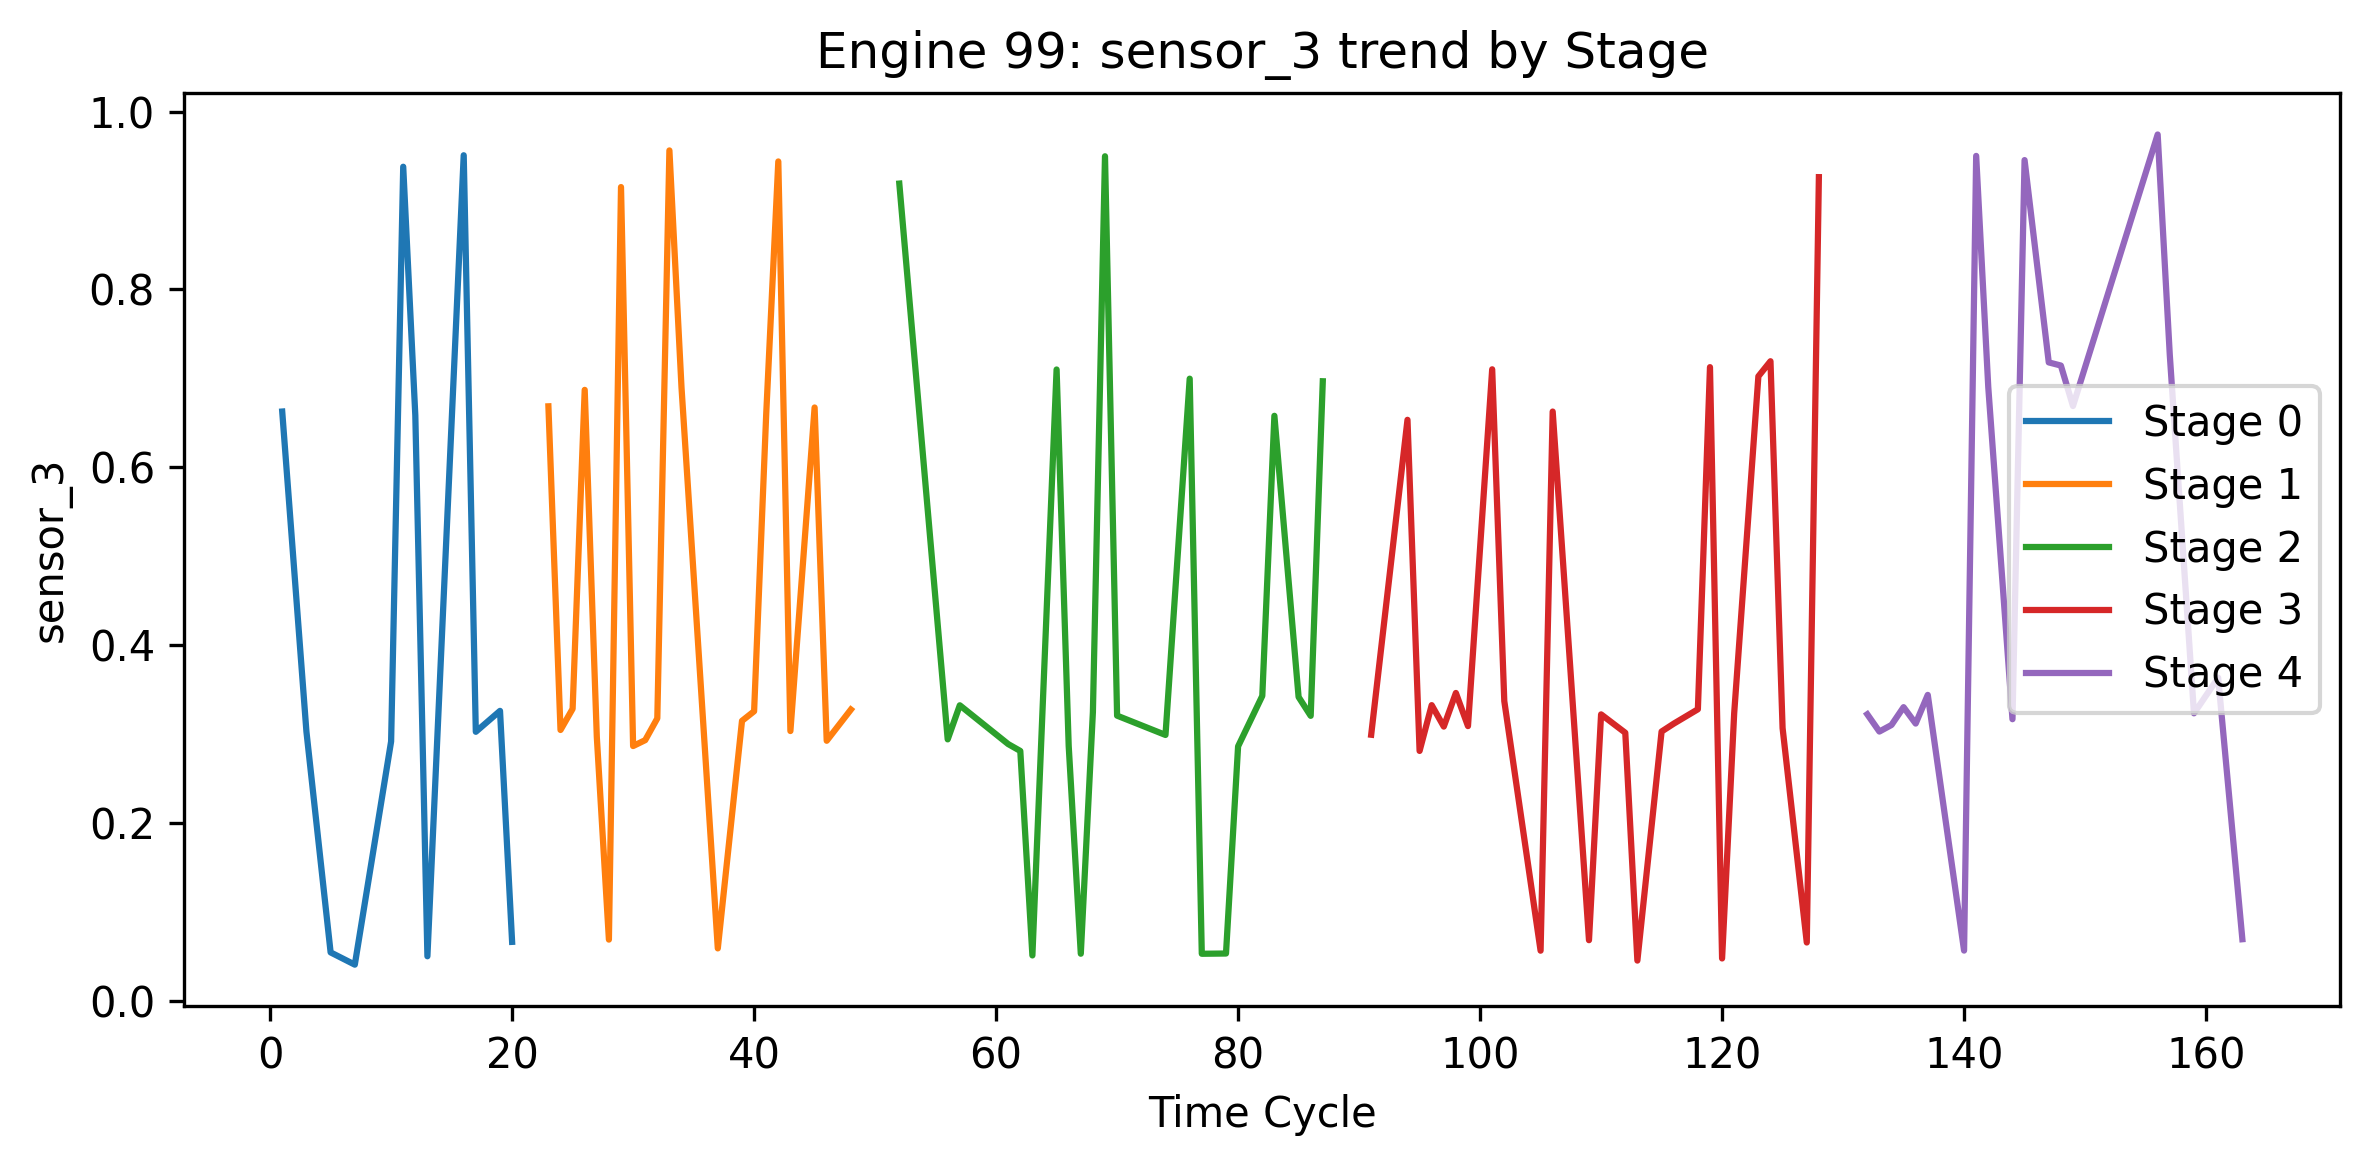 Engine 99: sensor_3 trend by Stage
sensor_3
1.0
0.8
0.6
0.4
0.2
0.0
Stage 0
Stage 1
Stage 2
Stage 3
Stage 4
0 20 40 60 80 100 120 140 160
Time Cycle